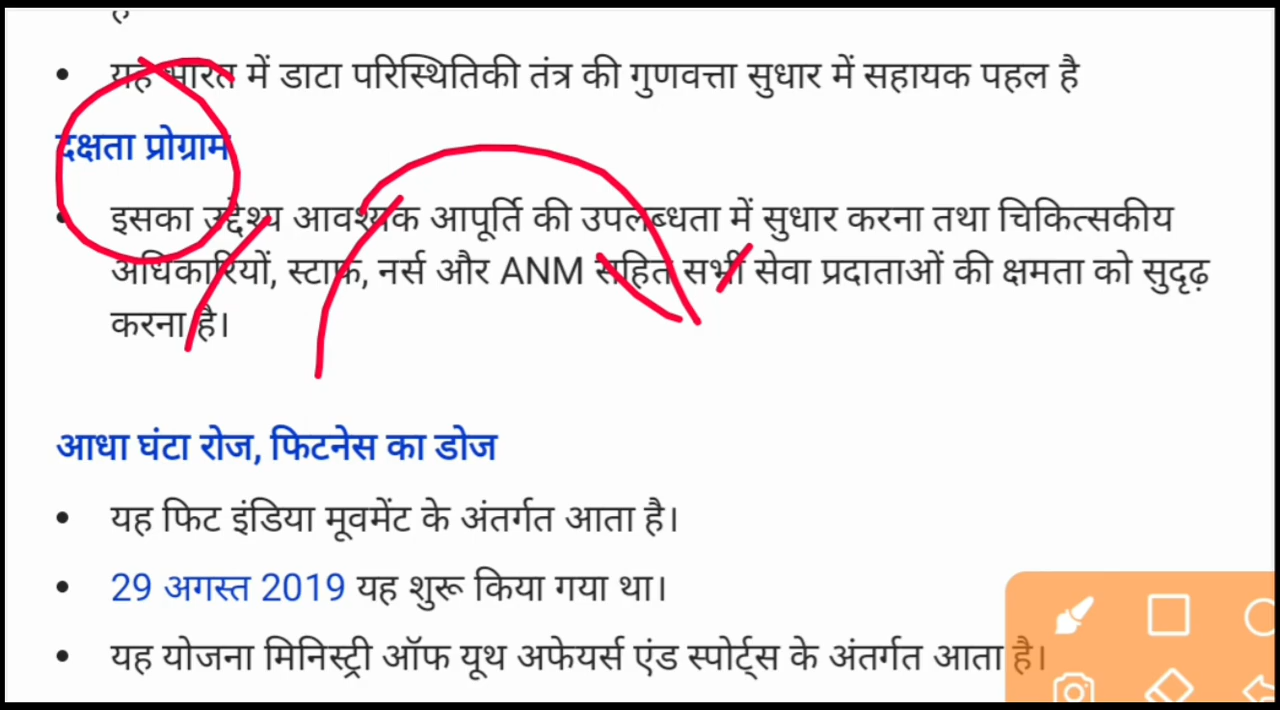 यह भारत में डाटा परिस्थितिकी तंत्र की गुणवत्ता सुधार में सहायक पहल है
दक्षता प्रोग्राम
इसका उद्देश्य आवश्यक आपूर्ति की उपलब्धता में सुधार करना तथा चिकित्सकीय
अधिकारियों, स्टाफ, नर्स और ANM सहित सभी सेवा प्रदाताओं की क्षमता को सुदृढ़
करना है।
आधा घंटा रोज, फिटनेस का डोज
यह फिट इंडिया मूवमेंट के अंतर्गत आता है।
29 अगस्त 2019 यह शुरू किया गया था।
यह योजना मिनिस्ट्री ऑफ यूथ अफेयर्स एंड स्पोर्ट्स के अंतर्गत आता है।